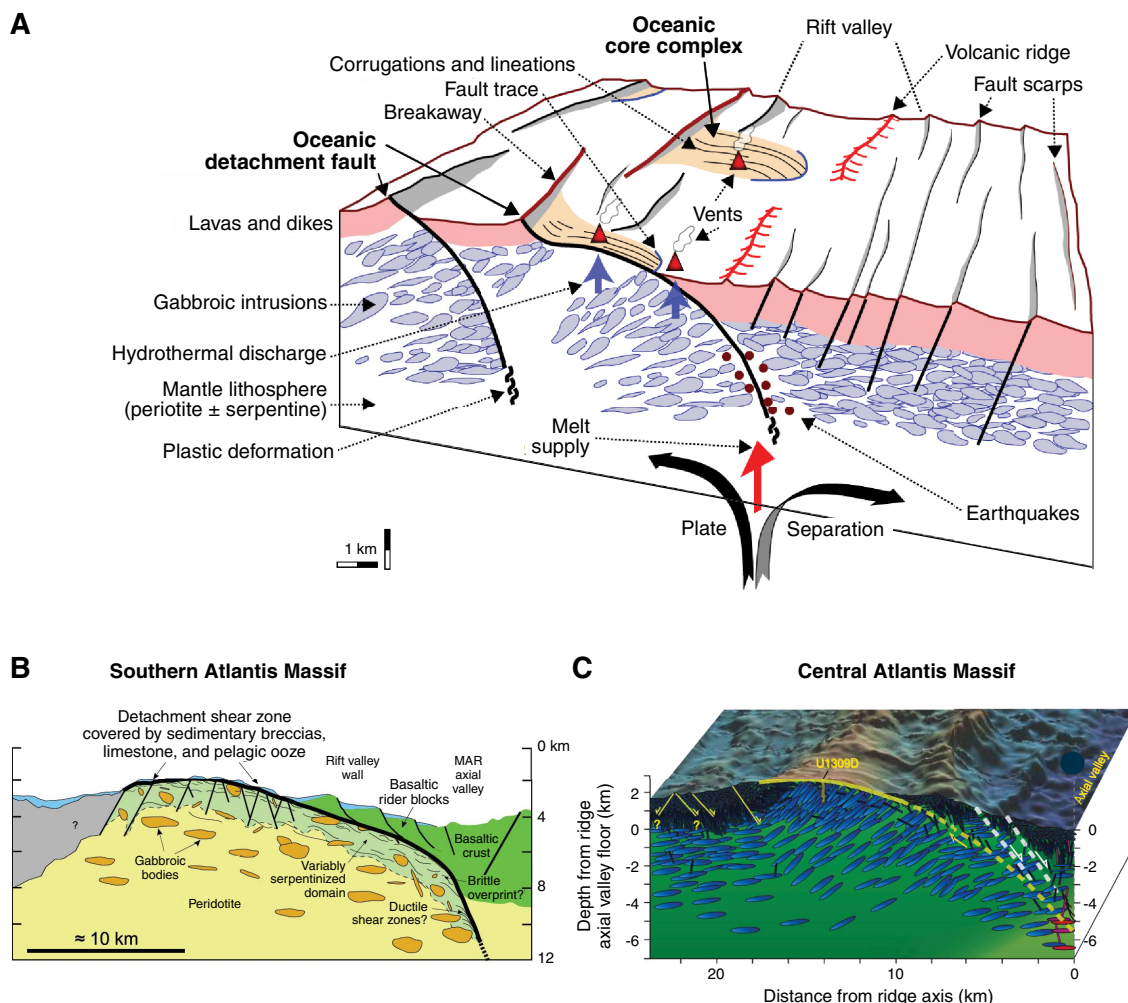 A
Oceanic
core complex
Rift valley
Volcanic ridge
Corrugations and lineations
Fault trace
Fault scarps
Breakaway
Oceanic
detachment fault
Lavas and dikes
Vents
Gabbroic intrusions
Hydrothermal discharge
Mantle lithosphere
(periotite ± serpentine)
Plastic deformation
Melt
supply
Earthquakes
Plate
Separation
1 km
B
Southern Atlantis Massif
Detachment shear zone
covered by sedimentary breccias,
limestone, and pelagic ooze
Rift valley
wall
MAR
axial
valley
0 km
Basaltic
rider blocks
?
4
Basaltic
crust
Gabbroic
bodies
Variably
serpentinized
domain
Brittle
overprint?
8
Peridotite
Ductile
shear zones?
≈ 10 km
12
C
Central Atlantis Massif
U1309D
Axial valley
Depth from ridge
axial valley floor (km)
2
0
-2
-4
-6
?
?
0
-2
-4
-6
20
10
0
Distance from ridge axis (km)